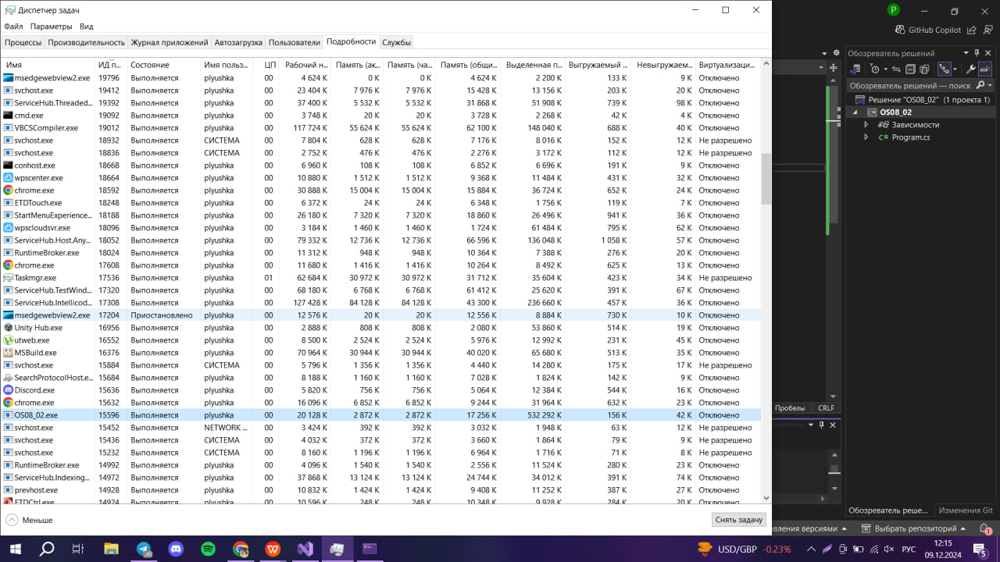 Диспетчер задач
Файл Параметры Вид
Процессы Производительность Журнал приложений Автозагрузка Пользователи Подробности Службы
Имя ИД п... Состояние Имя польз... ЦП Рабочий н... Память (ак... Память (ча... Память (общи... Выделенная п... Выгружаемый ... Невыгружаем... Виртуализаци...
msedgewebview2.exe 19796 Выполняется plyushka 00 4 624 K 0 K 0 K 4 624 K 2 200 K 133 K 9 K Отключено
svchost.exe 19412 Выполняется plyushka 00 23 404 K 7 976 K 7 976 K 15 428 K 13 156 K 203 K 20 K Отключено
ServiceHub.Threaded... 19392 Выполняется plyushka 00 37 400 K 5 532 K 5 532 K 31 868 K 51 908 K 739 K 98 K Отключено
cmd.exe 19092 Выполняется plyushka 00 3 748 K 20 K 20 K 3 728 K 2 268 K 42 K 4 K Отключено
VBCSCompiler.exe 19012 Выполняется plyushka 00 117 724 K 55 624 K 55 624 K 62 100 K 148 040 K 688 K 40 K Отключено
svchost.exe 18932 Выполняется СИСТЕМА 00 7 804 K 628 K 628 K 7 176 K 8 016 K 152 K 12 K Не разрешено
svchost.exe 18836 Выполняется СИСТЕМА 00 2 752 K 476 K 476 K 2 276 K 3 172 K 112 K 12 K Не разрешено
conhost.exe 18668 Выполняется plyushka 00 6 960 K 108 K 108 K 6 852 K 6 696 K 191 K 9 K Отключено
wpscenter.exe 18664 Выполняется plyushka 00 10 880 K 1 512 K 1 512 K 9 368 K 11 484 K 431 K 32 K Отключено
chrome.exe 18592 Выполняется plyushka 00 30 888 K 15 004 K 15 004 K 15 884 K 36 724 K 652 K 24 K Отключено
ETDTouch.exe 18248 Выполняется plyushka 00 6 372 K 24 K 24 K 6 348 K 1 756 K 119 K 7 K Отключено
StartMenuExperience... 18188 Выполняется plyushka 00 26 180 K 7 320 K 7 320 K 18 860 K 26 496 K 941 K 36 K Отключено
wpscloudsvr.exe 18096 Выполняется plyushka 00 3 184 K 1 460 K 1 460 K 1 724 K 61 484 K 795 K 62 K Отключено
ServiceHub.Host.Any... 18052 Выполняется plyushka 00 79 332 K 12 736 K 12 736 K 66 596 K 136 048 K 1 058 K 57 K Отключено
RuntimeBroker.exe 18024 Выполняется plyushka 00 11 312 K 948 K 948 K 10 364 K 7 388 K 276 K 20 K Отключено
chrome.exe 17608 Выполняется plyushka 00 11 680 K 1 416 K 1 416 K 10 264 K 8 492 K 625 K 13 K Отключено
Taskmgr.exe 17536 Выполняется plyushka 01 62 684 K 30 972 K 30 972 K 31 712 K 35 604 K 423 K 34 K Не разрешено
ServiceHub.TestWind... 17320 Выполняется plyushka 00 68 180 K 6 768 K 6 768 K 61 412 K 25 620 K 391 K 67 K Отключено
ServiceHub.Intellicod... 17308 Выполняется plyushka 00 127 428 K 84 128 K 84 128 K 43 300 K 236 660 K 457 K 36 K Отключено
msedgewebview2.exe 17204 Приостановлено plyushka 00 12 576 K 20 K 20 K 12 556 K 8 884 K 730 K 10 K Отключено
Unity Hub.exe 16956 Выполняется plyushka 00 2 888 K 808 K 808 K 2 080 K 53 860 K 514 K 19 K Отключено
utweb.exe 16552 Выполняется plyushka 00 8 500 K 2 524 K 2 524 K 5 976 K 12 992 K 231 K 45 K Отключено
MSBuild.exe 16376 Выполняется plyushka 00 70 964 K 30 944 K 30 944 K 40 020 K 65 680 K 513 K 35 K Отключено
svchost.exe 15884 Выполняется СИСТЕМА 00 5 796 K 1 356 K 1 356 K 4 440 K 14 280 K 175 K 17 K Не разрешено
SearchProtocolHost.e... 15684 Выполняется plyushka 00 8 188 K 1 160 K 1 160 K 7 028 K 1 824 K 142 K 9 K Отключено
Discord.exe 15636 Выполняется plyushka 00 5 820 K 756 K 756 K 5 064 K 12 384 K 544 K 16 K Отключено
chrome.exe 15632 Выполняется plyushka 00 16 096 K 6 852 K 6 852 K 9 244 K 31 964 K 632 K 23 K Отключено
OS08_02.exe 15596 Выполняется plyushka 00 20 128 K 2 872 K 2 872 K 17 256 K 532 292 K 156 K 42 K Отключено
svchost.exe 15452 Выполняется NETWORK ... 00 3 424 K 392 K 392 K 3 032 K 1 948 K 63 K 12 K Не разрешено
svchost.exe 15436 Выполняется СИСТЕМА 00 4 032 K 372 K 372 K 3 660 K 1 864 K 79 K 9 K Не разрешено
svchost.exe 15232 Выполняется СИСТЕМА 00 8 160 K 1 196 K 1 196 K 6 964 K 1 716 K 71 K 8 K Не разрешено
RuntimeBroker.exe 14992 Выполняется plyushka 00 4 096 K 1 540 K 1 540 K 2 556 K 11 524 K 280 K 23 K Отключено
ServiceHub.Indexing... 14972 Выполняется plyushka 00 37 868 K 13 124 K 13 124 K 24 744 K 34 012 K 391 K 74 K Отключено
prevhost.exe 14928 Выполняется plyushka 00 10 832 K 1 424 K 1 424 K 9 408 K 11 252 K 387 K 27 K Отключено
ETDCtrl.exe 14924 Выполняется plyushka 00 10 596 K 248 K 248 K 10 348 K 9 928 K 284 K 20 K Отключено
Меньше
Снять задачу
P
GitHub Copilot
Обозреватель решений
Обозреватель решений — поиск
Решение "OS08_02" (1 проекта 1)
OS08_02
Зависимости
C# Program.cs
Пробелы CRLF
Обозреватель реше... Изменения Git
вления версиями Выбрать репозиторий 1
45
USD/GBP -0.23%
РУС
12:15
09.12.2024
5